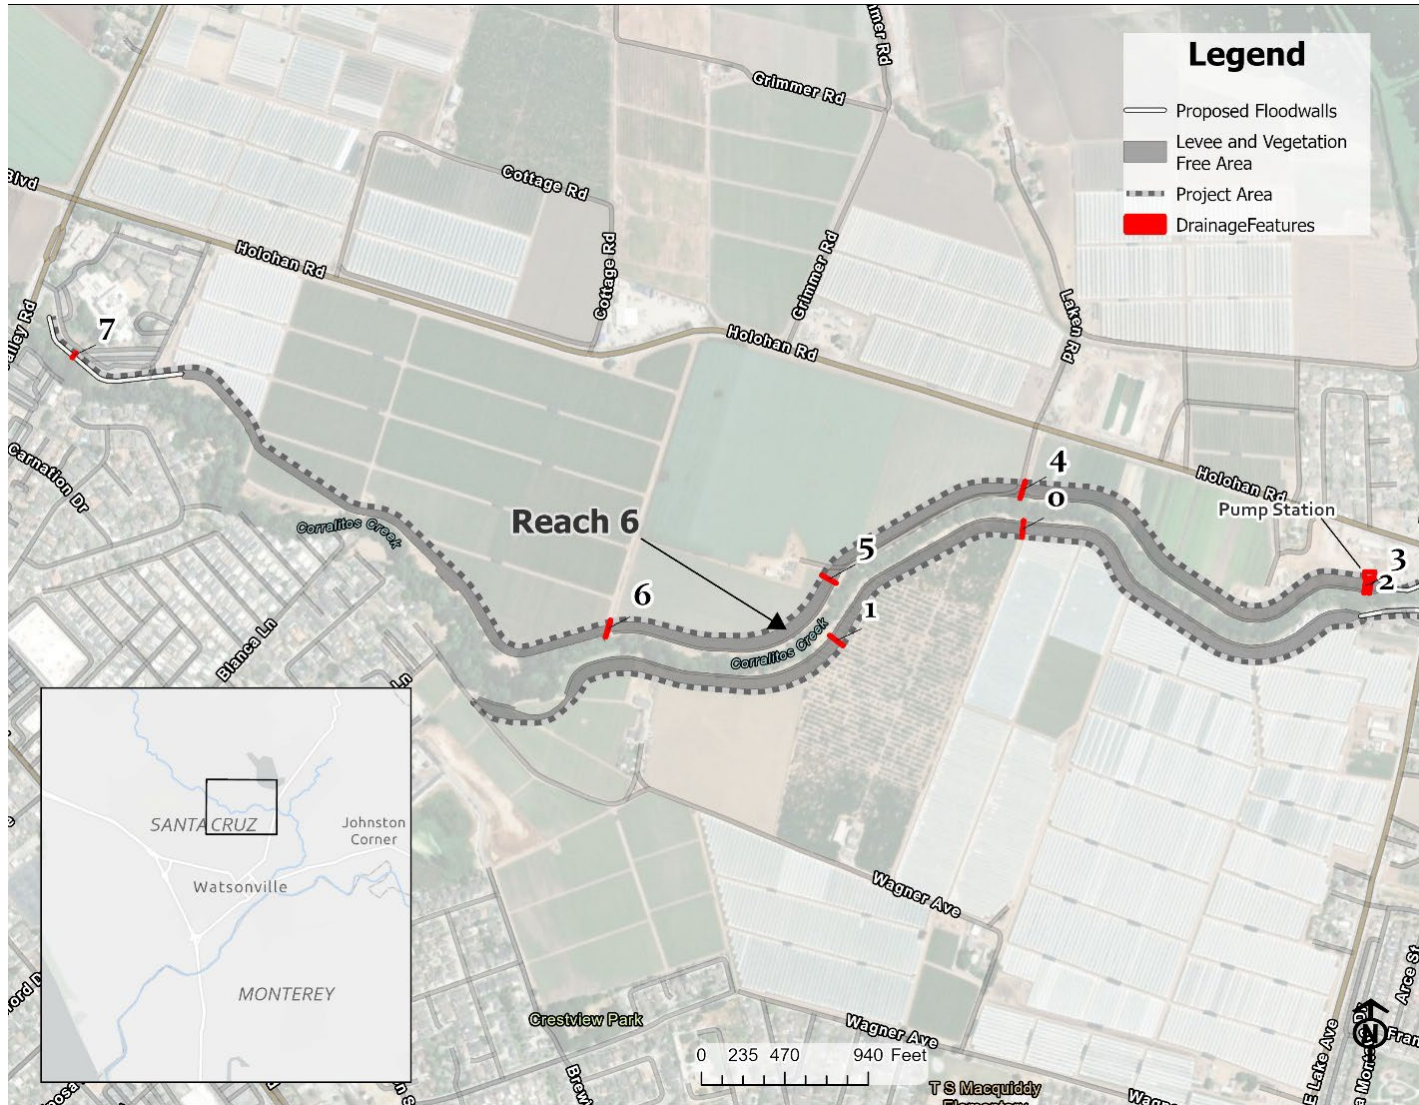 Legend
Proposed Floodwalls
Levee and Vegetation
Free Area
Project Area
DrainageFeatures
Grimmer Rd
Cottage Rd
Blvd
Holohan Rd
Cottage Rd
Grimmer Rd
Holohan Rd
Laken Rd
7
Carnation Dr
4
0
Holohan Rd
Pump Station
Corralitos Creek
Reach 6
5
3
2
6
1
Corralitos Creek
Blanca Ln
Ln
SANTA CRUZ
Johnston
Corner
Watsonville
MONTEREY
Wagner Ave
Crestview Park
Wagner Ave
0 235 470 940 Feet
N
Arce St
E Lake Ave
T S Macquiddy